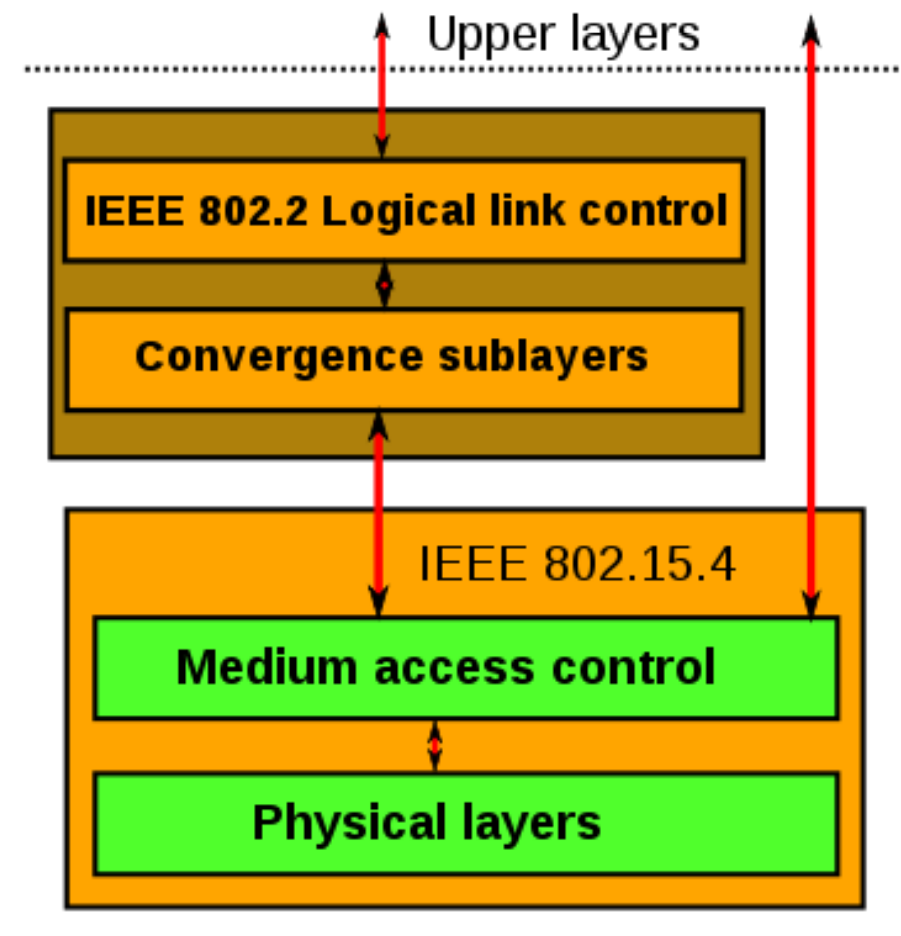 Upper layers
IEEE 802.2 Logical link control
Convergence sublayers
IEEE 802.15.4
Medium access control
Physical layers